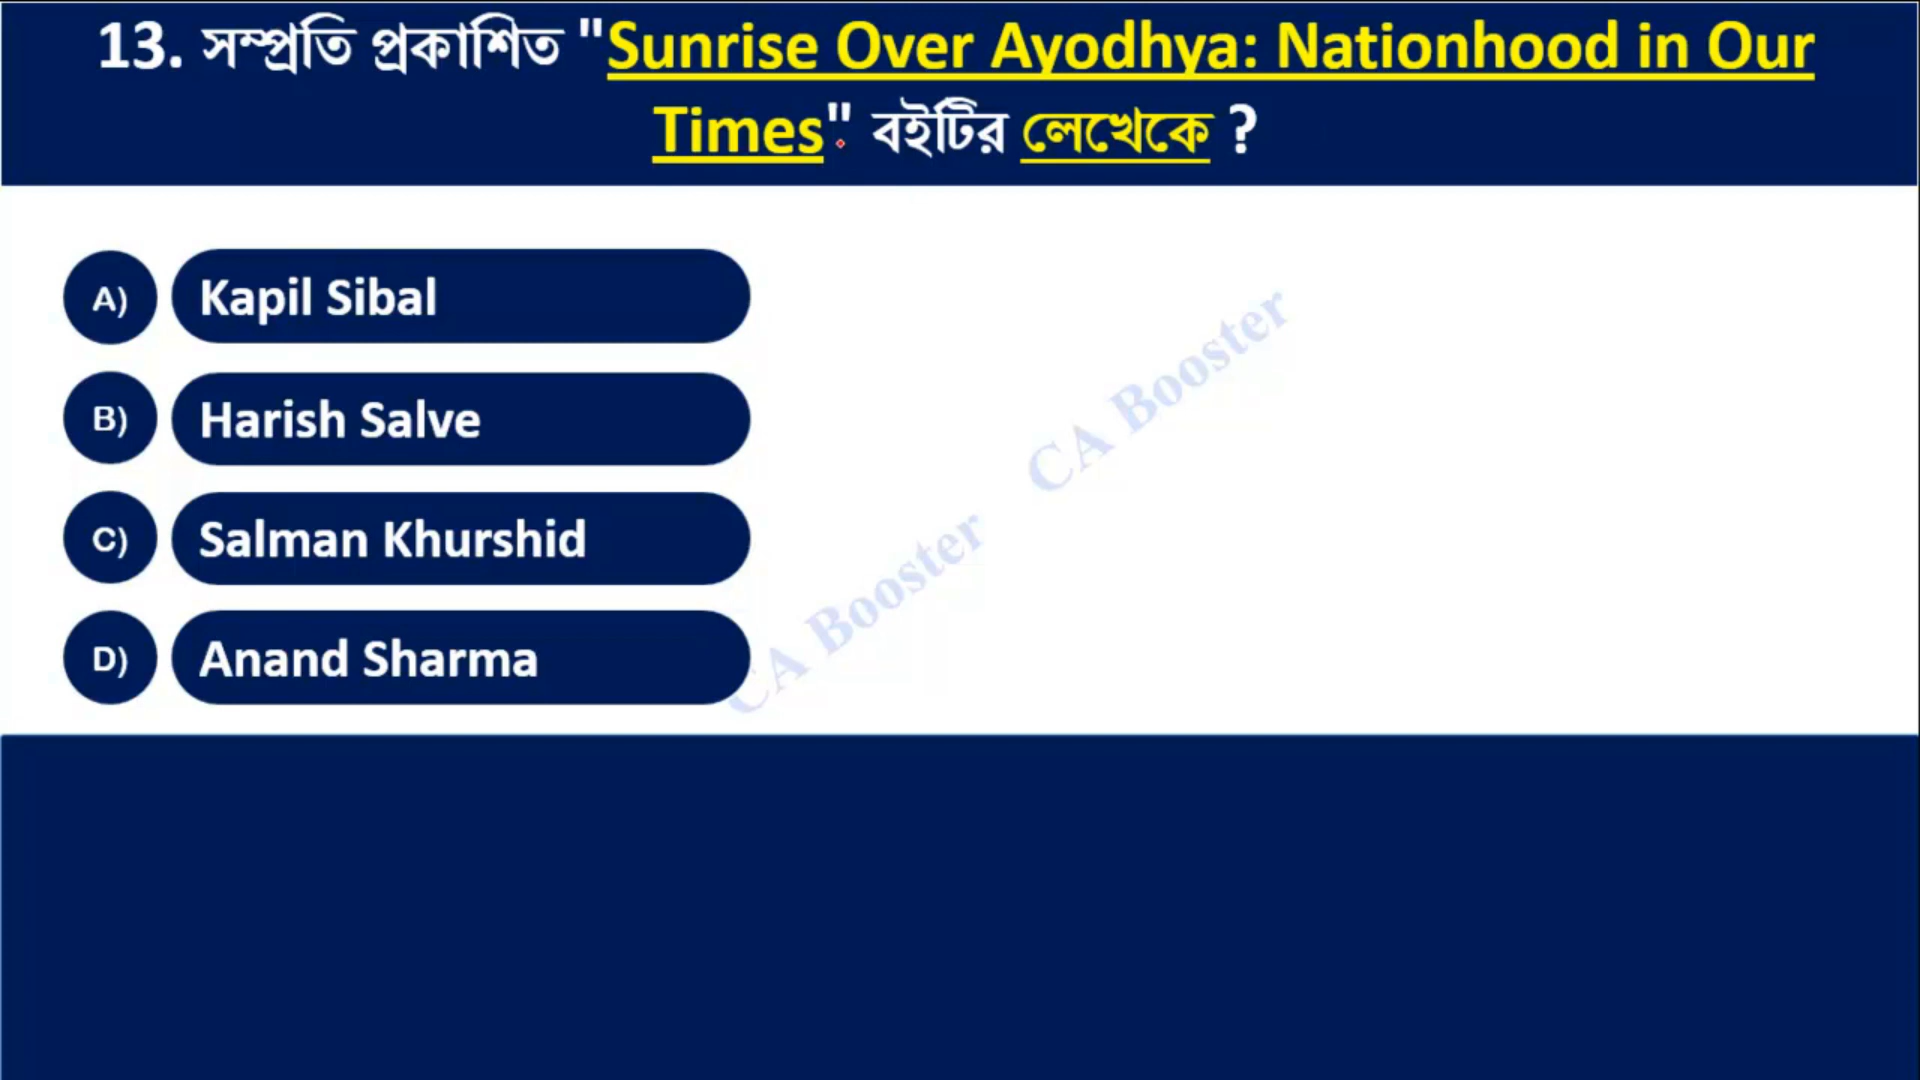 13. সম্প্রতি প্রকাশিত "Sunrise Over Ayodhya: Nationhood in Our
Times" বইটির লেখেকে ?
A) Kapil Sibal
B) Harish Salve
C) Salman Khurshid
D) Anand Sharma
CA Booster
CA Booster